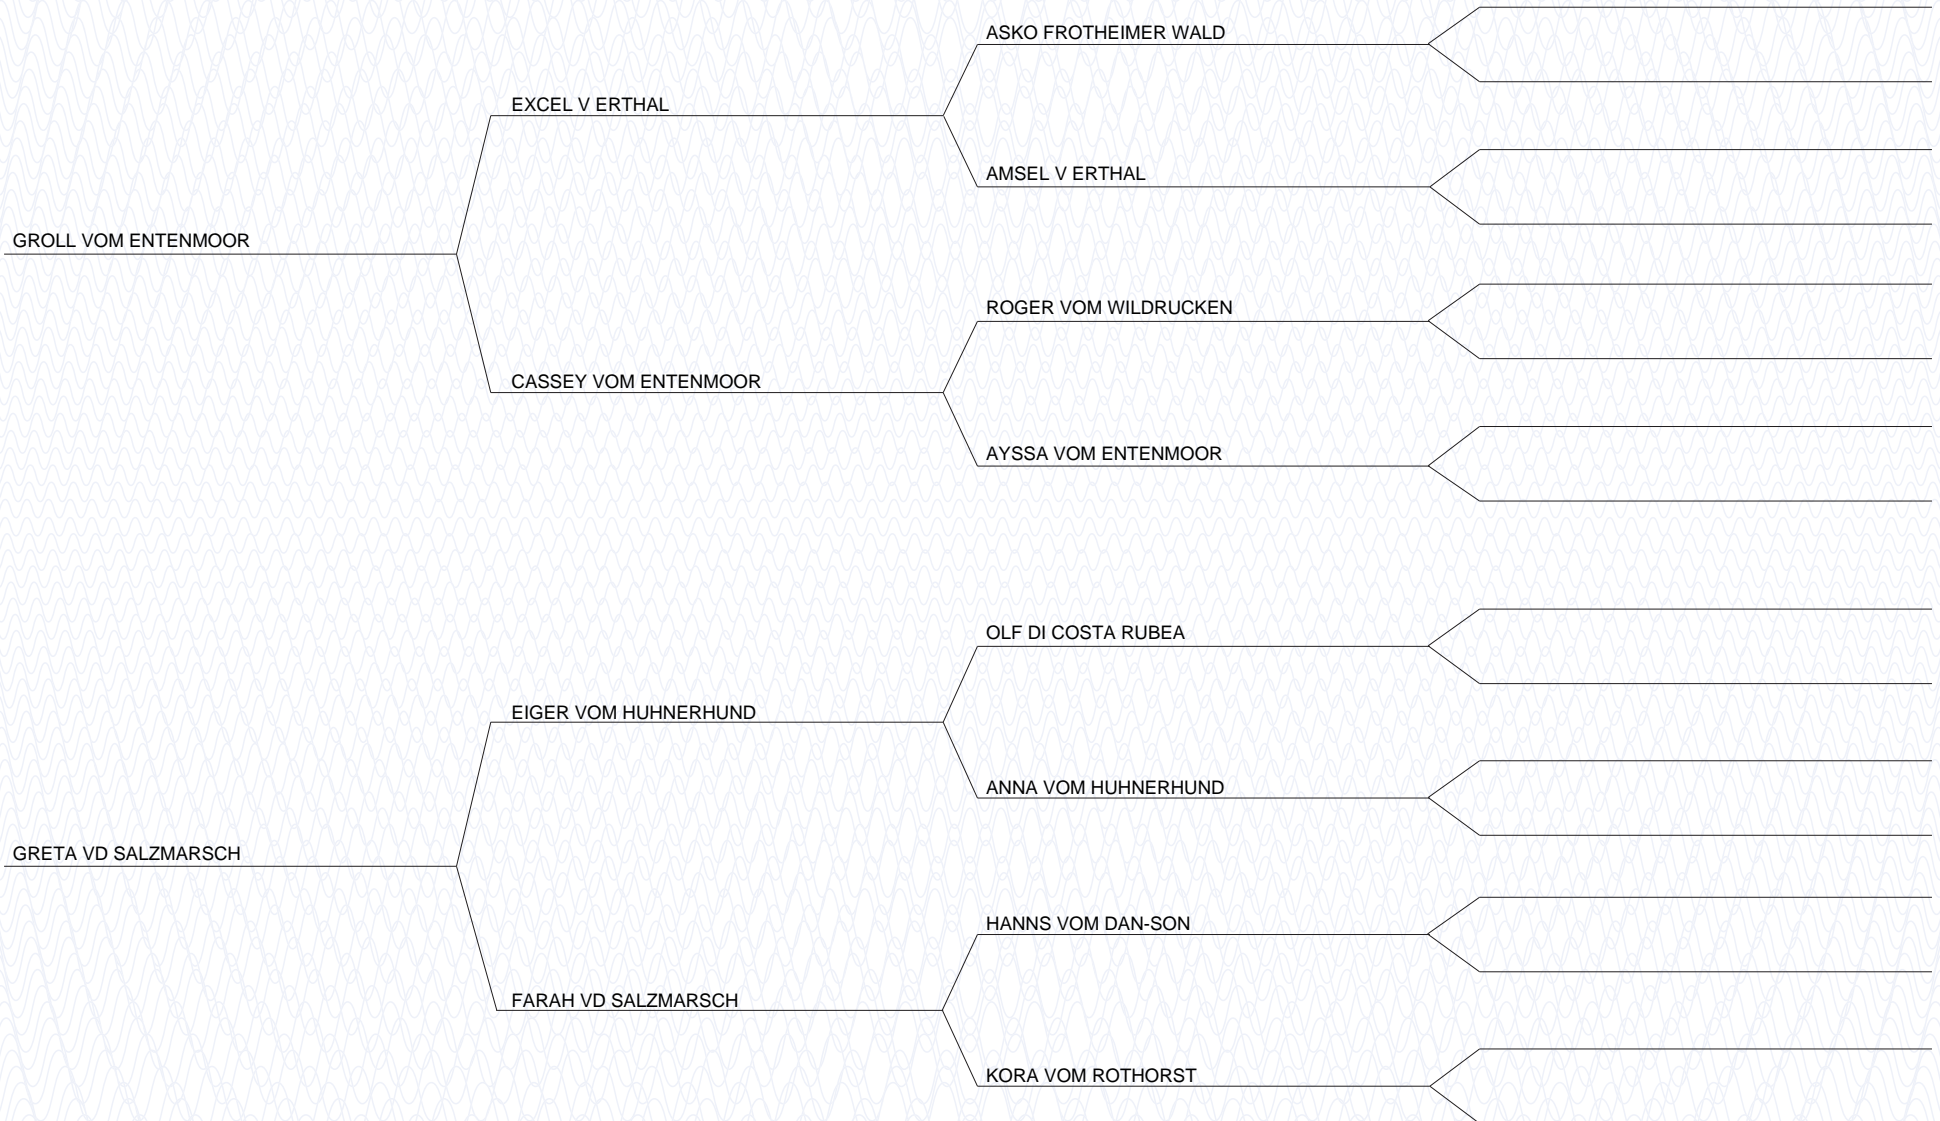 ASKO FROTHEIMER WALD
EXCEL V ERTHAL
AMSEL V ERTHAL
GROLL VOM ENTENMOOR
ROGER VOM WILDRUCKEN
CASSEY VOM ENTENMOOR
AYSSA VOM ENTENMOOR
OLF DI COSTA RUBEA
EIGER VOM HUHNERHUND
ANNA VOM HUHNERHUND
GRETA VD SALZMARSCH
HANNS VOM DAN-SON
FARAH VD SALZMARSCH
KORA VOM ROTHORST